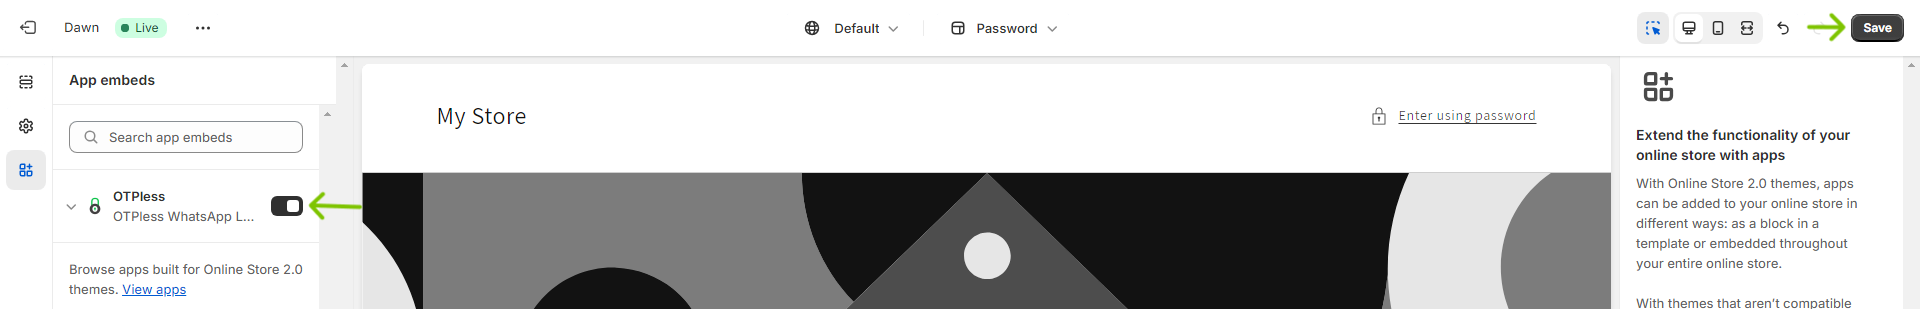 Dawn
Live
Default
Password
Save
App embeds
Search app embeds
OTPless
OTPless WhatsApp L...
Browse apps built for Online Store 2.0
themes. View apps
My Store
Enter using password
Extend the functionality of your
online store with apps
With Online Store 2.0 themes, apps
can be added to your online store in
different ways: as a block in a
template or embedded throughout
your entire online store.
With themes that aren’t compatible